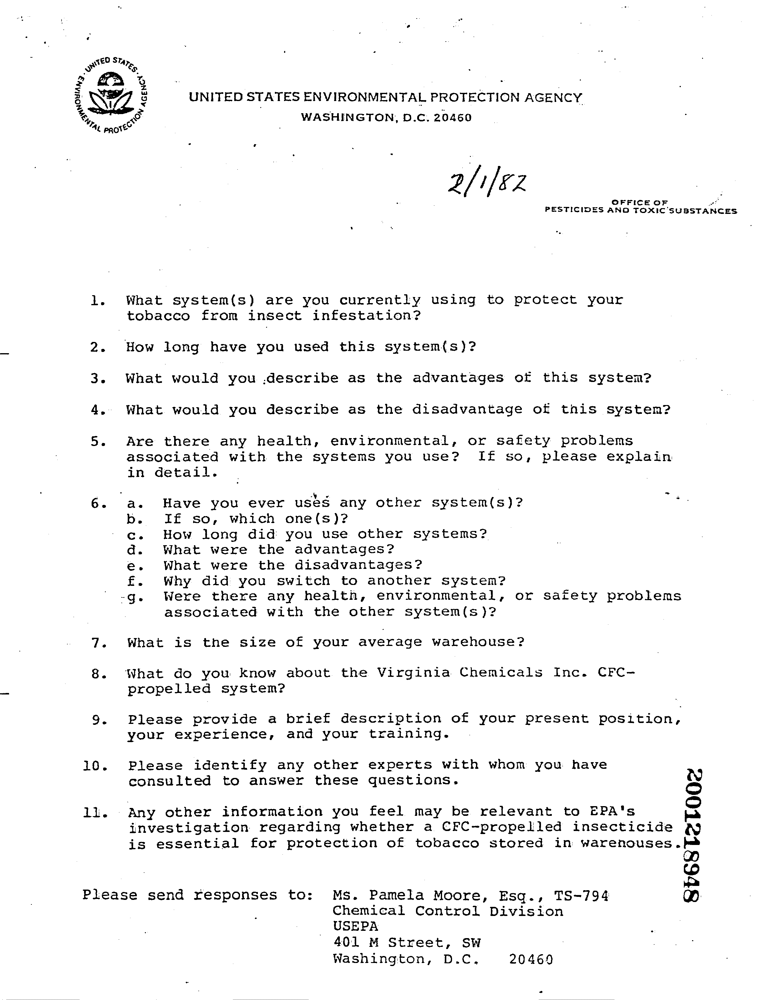 UNITED STATES
ENVIRONMENTAL PROTECTION AGENCY
UNITED STATES ENVIRONMENTAL PROTECTION AGENCY
WASHINGTON, D.C. 20460
2/1/82
OFFICE OF
PESTICIDES AND TOXIC SUBSTANCES
1. What system(s) are you currently using to protect your
tobacco from insect infestation?
2. How long have you used this system(s)?
3. What would you describe as the advantages of this system?
4. What would you describe as the disadvantage of this system?
5. Are there any health, environmental, or safety problems
associated with the systems you use? If so, please explain
in detail.
6. a. Have you ever uses any other system(s)?
b. If so, which one(s)?
c. How long did you use other systems?
d. What were the advantages?
e. What were the disadvantages?
f. Why did you switch to another system?
g. Were there any health, environmental, or safety problems
associated with the other system(s)?
7. What is the size of your average warehouse?
8. What do you know about the Virginia Chemicals Inc. CFC-
propelled system?
9. Please provide a brief description of your present position,
your experience, and your training.
10. Please identify any other experts with whom you have
consulted to answer these questions.
11. Any other information you feel may be relevant to EPA's
investigation regarding whether a CFC-propelled insecticide
is essential for protection of tobacco stored in warehouses.
2001218948
Please send responses to: Ms. Pamela Moore, Esq., TS-794
Chemical Control Division
USEPA
401 M Street, SW
Washington, D.C. 20460